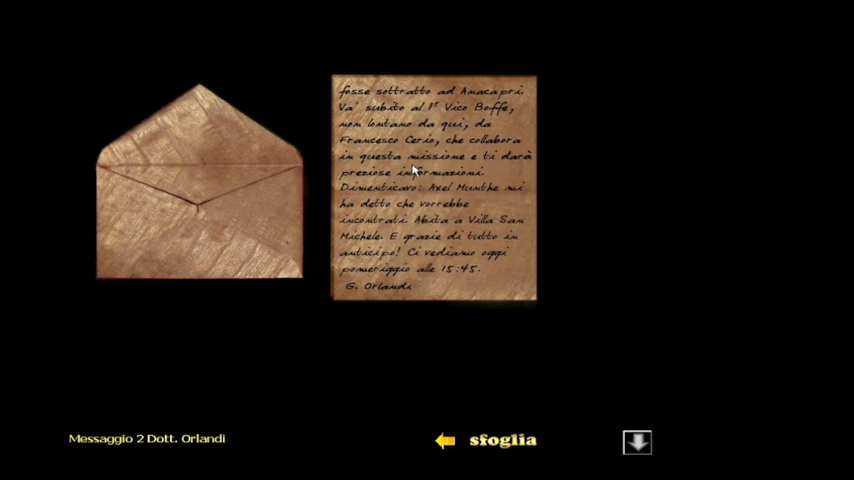 fosse sottratto ad Anacapri.
Va' subito al 1° Vico Boffe,
non lontano da qui, da
Francesco Cerio, che collabora
in questa missione e ti darà
preziose informazioni.
Dimenticavo: Axel Munthe mi
ha detto che vorrebbe
incontrati. Abita a Villa San
Michele. E grazie di tutto in
anticipo! Ci vediamo oggi
pomeriggio alle 15:45.
G. Orlandi
Messaggio 2 Dott. Orlandi
sfoglia